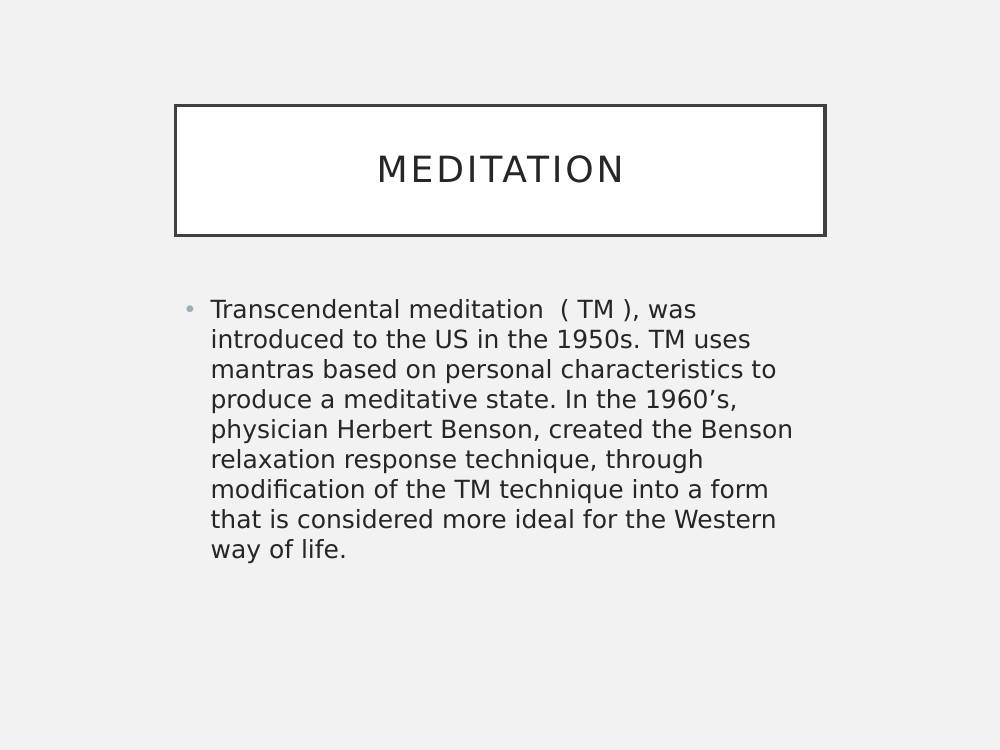 MEDITATION
• Transcendental meditation  ( TM ), was
introduced to the US in the 1950s. TM uses
mantras based on personal characteristics to
produce a meditative state. In the 1960’s,
physician Herbert Benson, created the Benson
relaxation response technique, through
modification of the TM technique into a form
that is considered more ideal for the Western
way of life.